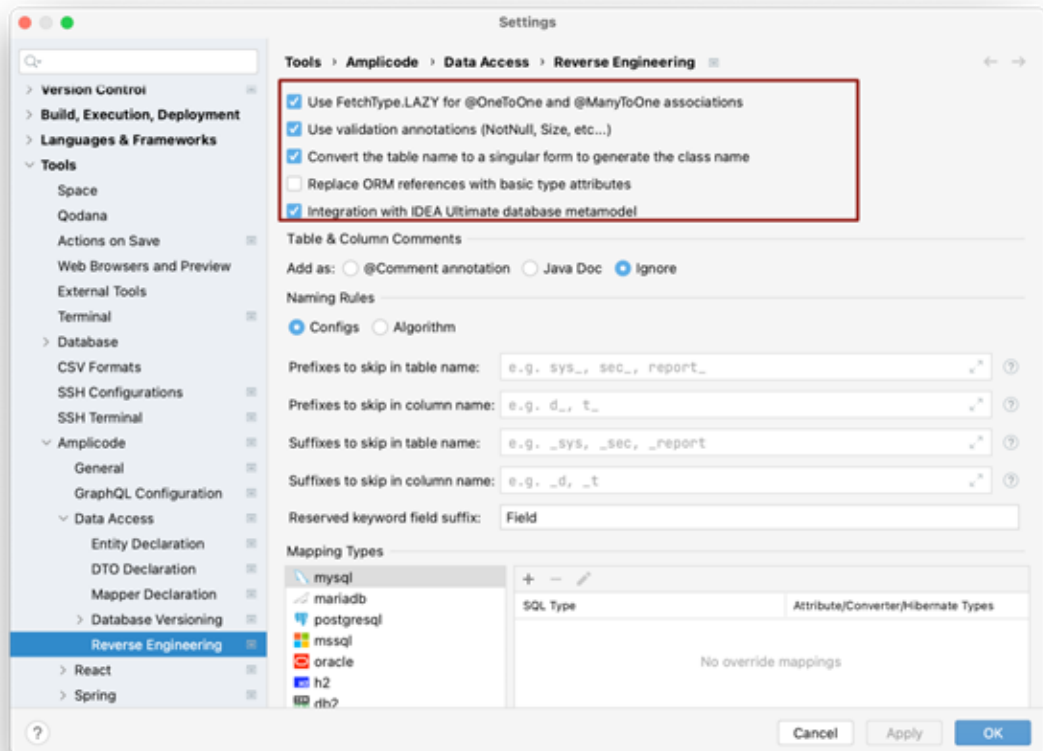 Settings
Version Control
Build, Execution, Deployment
Languages & Frameworks
Tools
Space
Qodana
Actions on Save
Web Browsers and Preview
External Tools
Terminal
Database
CSV Formats
SSH Configurations
SSH Terminal
Amplicode
General
GraphQL Configuration
Data Access
Entity Declaration
DTO Declaration
Mapper Declaration
Database Versioning
Reverse Engineering
React
Spring
Tools › Amplicode › Data Access › Reverse Engineering
Use FetchType.LAZY for @OneToOne and @ManyToOne associations
Use validation annotations (NotNull, Size, etc...)
Convert the table name to a singular form to generate the class name
Replace ORM references with basic type attributes
Integration with IDEA Ultimate database metamodel
Table & Column Comments
Add as: @Comment annotation Java Doc Ignore
Naming Rules
Configs Algorithm
Prefixes to skip in table name: e.g. sys_, sec_, report_ ?
Prefixes to skip in column name: e.g. d_, t_ ?
Suffixes to skip in table name: e.g. _sys, _sec, _report ?
Suffixes to skip in column name: e.g. _d, _t ?
Reserved keyword field suffix: Field
Mapping Types
mysql
mariadb
postgresql
mssql
oracle
h2
db2
SQL Type Attribute/Converter/Hibernate Types
No override mappings
? Cancel Apply OK